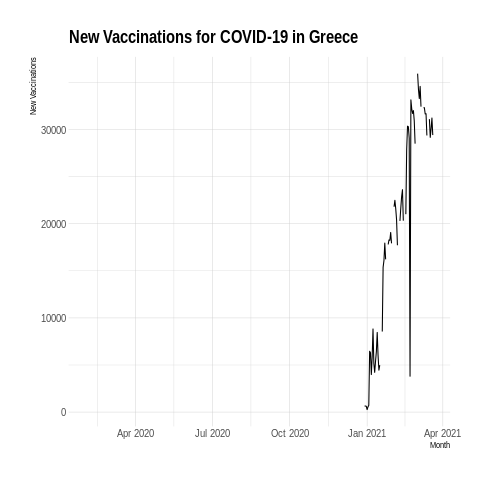 New Vaccinations for COVID-19 in Greece
New Vaccinations
30000
20000
10000
0
Apr 2020 Jul 2020 Oct 2020 Jan 2021 Apr 2021
Month